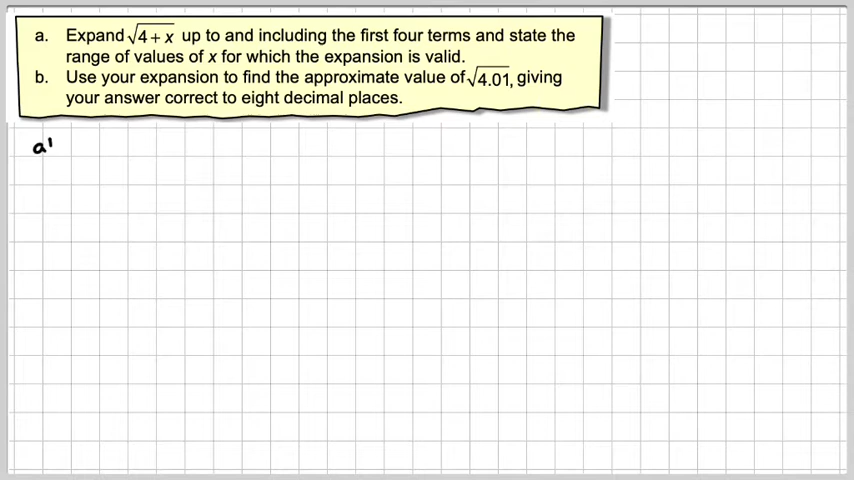 a. Expand √4 + x up to and including the first four terms and state the
range of values of x for which the expansion is valid.
b. Use your expansion to find the approximate value of √4.01, giving
your answer correct to eight decimal places.
a'